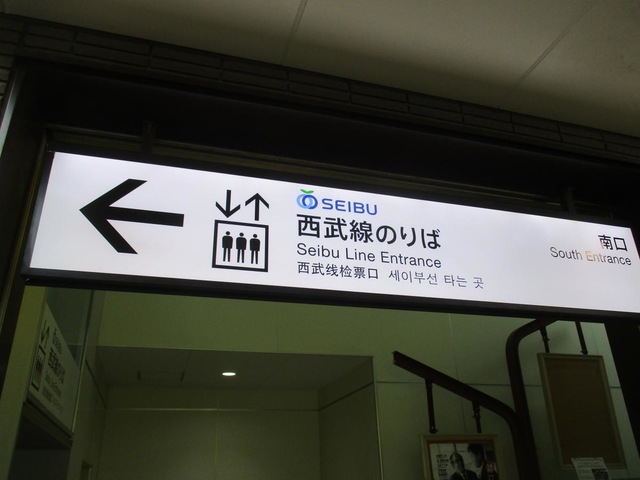 SEIBU
西武線のりば
Seibu Line Entrance
西武线检票口 세이부선 타는 곳
南口
South Entrance